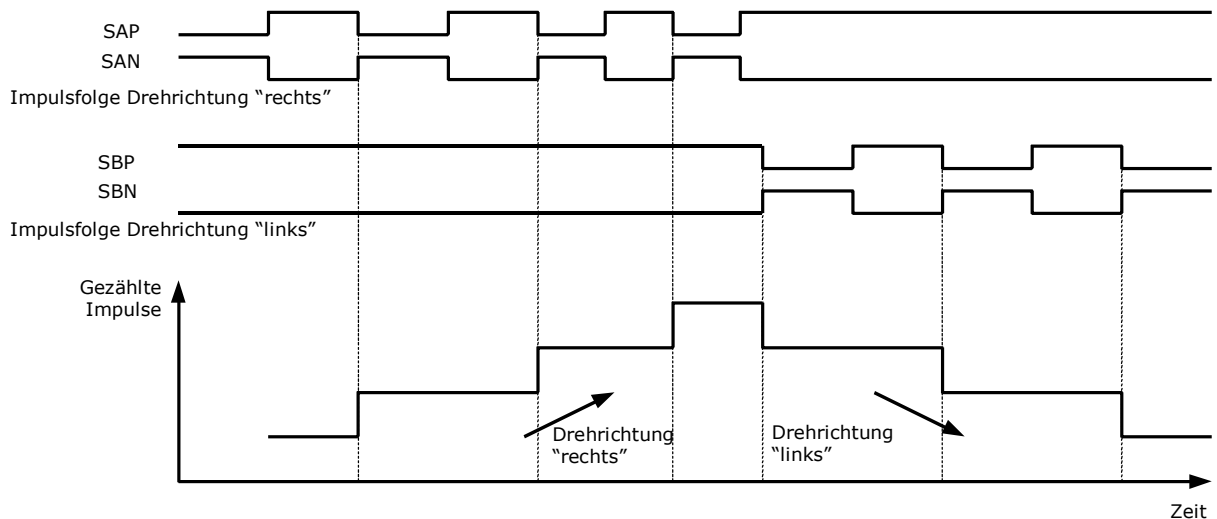 SAP
SAN
Impulsfolge Drehrichtung “rechts”
SBP
SBN
Impulsfolge Drehrichtung “links”
Gezählte
Impulse
Drehrichtung
“rechts”
Drehrichtung
“links”
Zeit